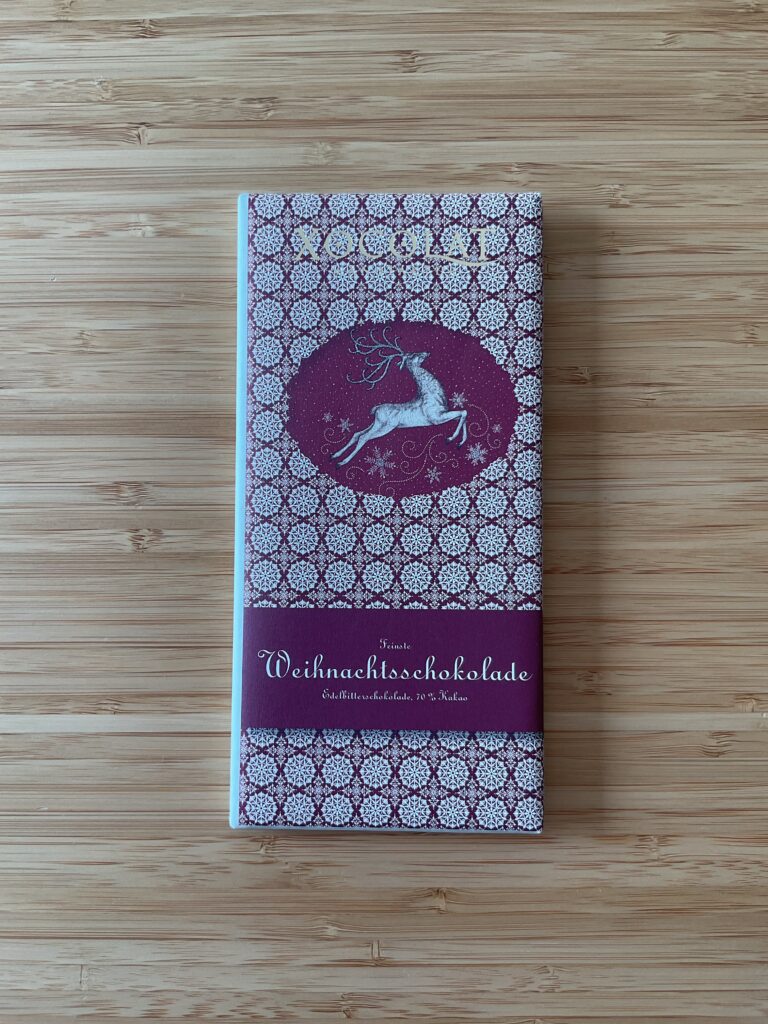 XOCOLAT
Feinste
Weihnachtsschokolade
Edelbitterschokolade, 70 % Kakao